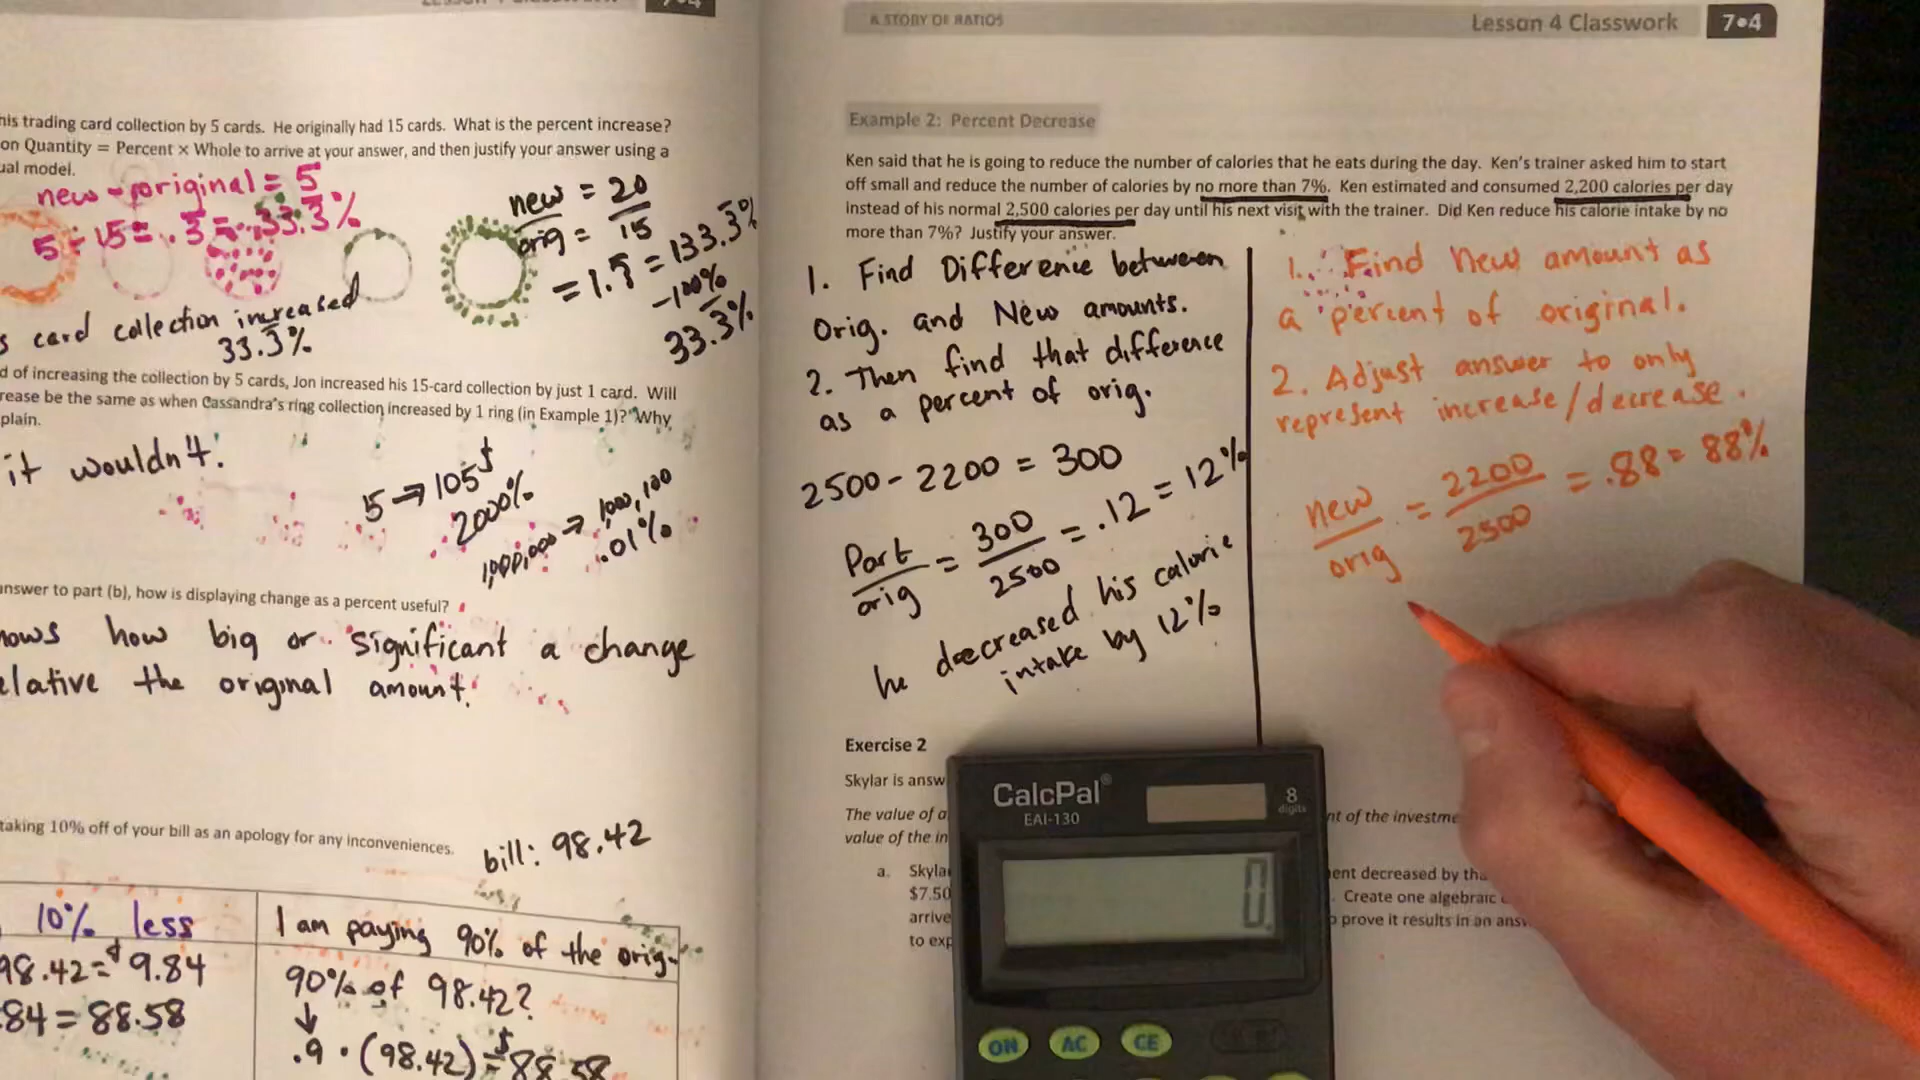 7•4
his trading card collection by 5 cards. He originally had 15 cards. What is the percent increase?
on Quantity = Percent × Whole to arrive at your answer, and then justify your answer using a
ual model.
new - original = 5
5 ÷ 15 = .3̅ = 33.3̅%
new = 20
orig = 15
= 1.3̅ = 133.3̅%
-100%
33.3̅%
s card collection increased
33.3̅%
d of increasing the collection by 5 cards, Jon increased his 15-card collection by just 1 card. Will
rease be the same as when Cassandra's ring collection increased by 1 ring (in Example 1)? Why
plain.
it wouldn't.
5 → 105
2000%
1,000,000 → 1,000,100
.01%
answer to part (b), how is displaying change as a percent useful?
how big or significant a change
elative the original amount.
taking 10% off of your bill as an apology for any inconveniences.
bill: 98.42
10% less
98.42 = $9.84
.84 = 88.58
I am paying 90% of the orig.
90% of 98.42?
↓
.9 · (98.42) = $88.58
A STORY OF RATIOS
Lesson 4 Classwork
7•4
Example 2: Percent Decrease
Ken said that he is going to reduce the number of calories that he eats during the day. Ken's trainer asked him to start
off small and reduce the number of calories by no more than 7%. Ken estimated and consumed 2,200 calories per day
instead of his normal 2,500 calories per day until his next visit with the trainer. Did Ken reduce his calorie intake by no
more than 7%? Justify your answer.
1. Find Difference between
Orig. and New amounts.
2. Then find that difference
as a percent of orig.
2500 - 2200 = 300
Part = 300 = .12 = 12%
orig 2500
he decreased his calorie
intake by 12%
1. Find new amount as
a percent of original.
2. Adjust answer to only
represent increase/decrease.
new = 2200 = .88 = 88%
orig 2500
Exercise 2
Skylar is answ
The value of a
nt of the investme
value of the in
a. Skyla
ent decreased by
$7.50
. Create one algebraic
arrive
prove it results in an
to exp
CalcPal®
EAI-130
8
digits
0.
ON
AC
CE